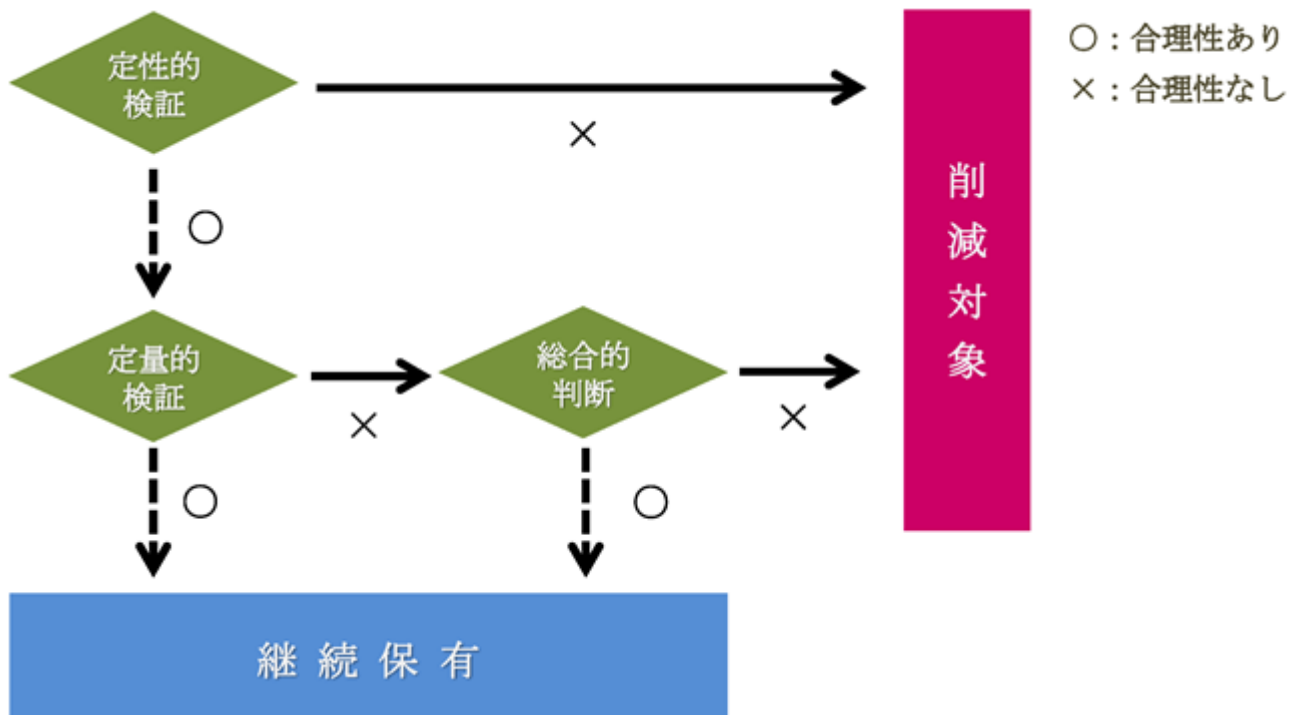 定性的
検証
×
○
○：合理性あり
×：合理性なし
削減対象
定量的
検証
×
総合的
判断
×
○
○
継続保有